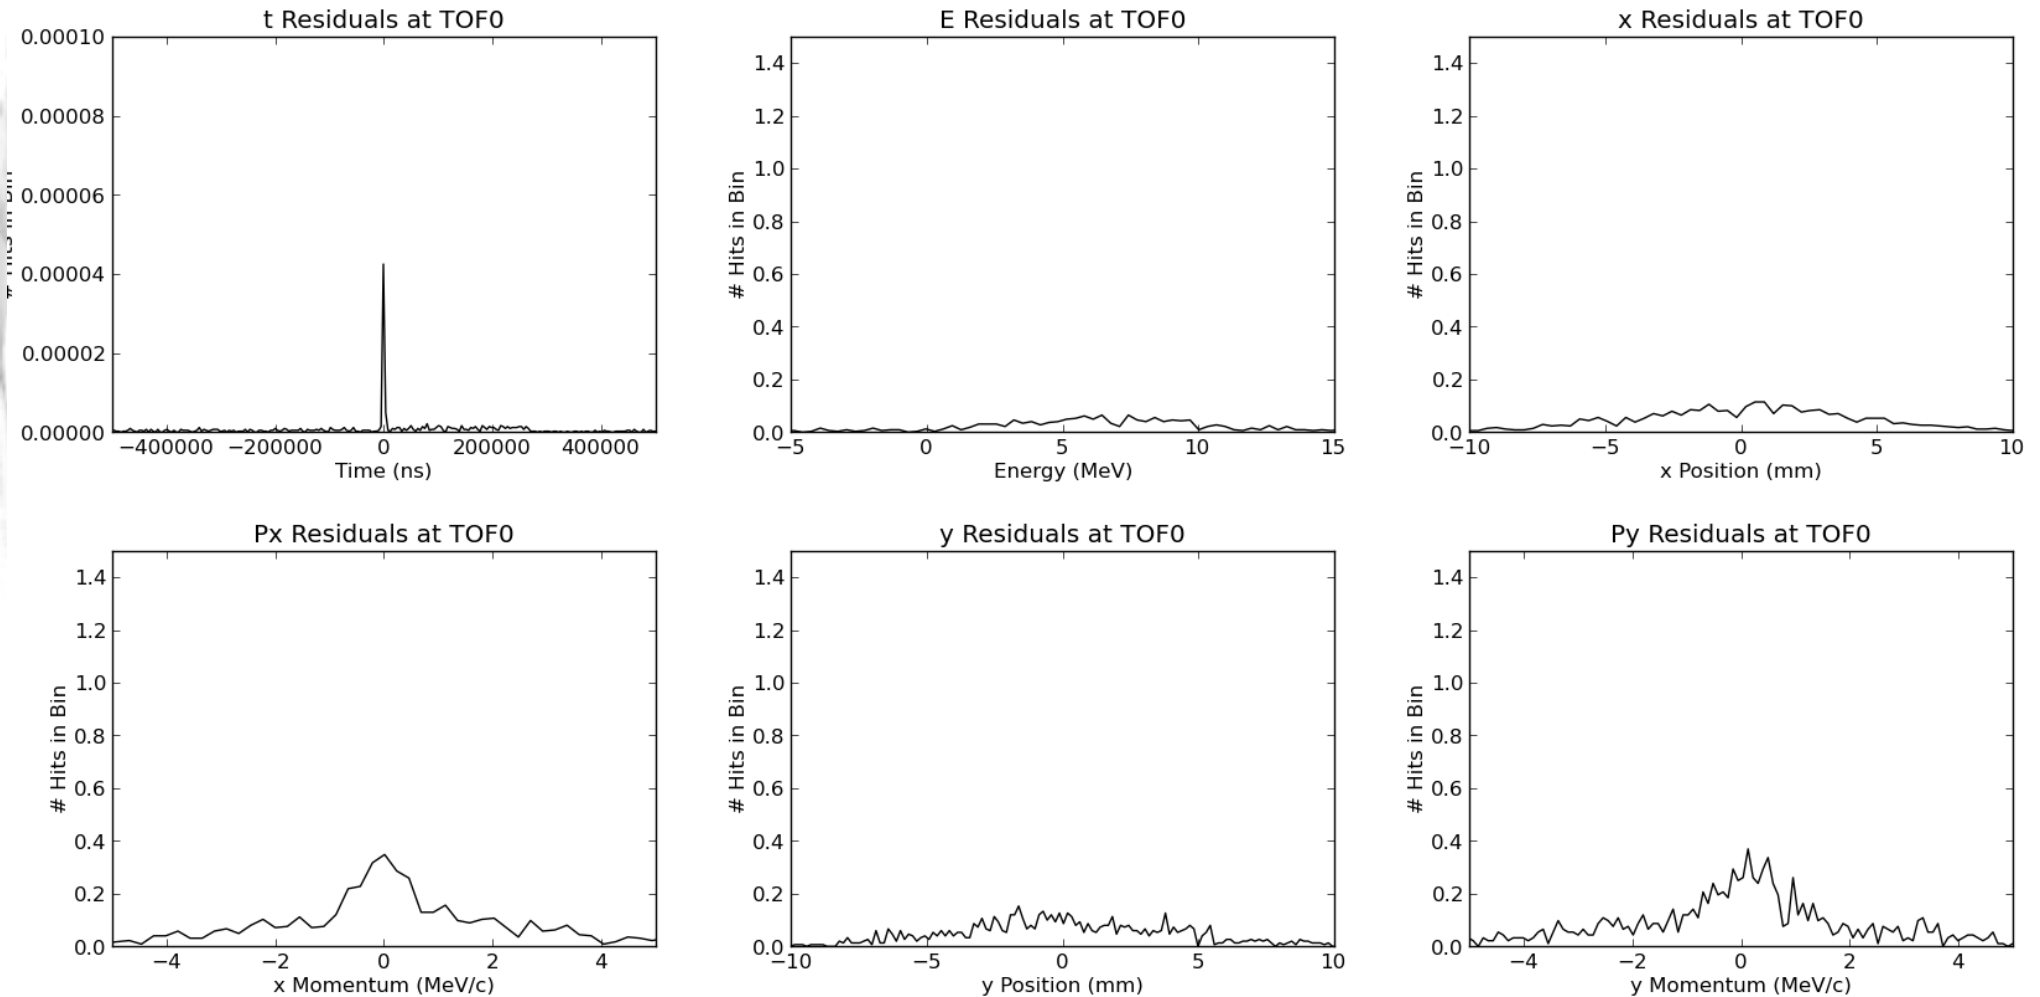 t Residuals at TOF0
0.00010
0.00008
0.00006
0.00004
0.00002
0.00000
−400000 −200000 0 200000 400000
Time (ns)
E Residuals at TOF0
# Hits in Bin
1.4
1.2
1.0
0.8
0.6
0.4
0.2
0.0
−5 0 5 10 15
Energy (MeV)
x Residuals at TOF0
# Hits in Bin
1.4
1.2
1.0
0.8
0.6
0.4
0.2
0.0
−10 −5 0 5 10
x Position (mm)
Px Residuals at TOF0
# Hits in Bin
1.4
1.2
1.0
0.8
0.6
0.4
0.2
0.0
−4 −2 0 2 4
x Momentum (MeV/c)
y Residuals at TOF0
# Hits in Bin
1.4
1.2
1.0
0.8
0.6
0.4
0.2
0.0
−10 −5 0 5 10
y Position (mm)
Py Residuals at TOF0
# Hits in Bin
1.4
1.2
1.0
0.8
0.6
0.4
0.2
0.0
−4 −2 0 2 4
y Momentum (MeV/c)